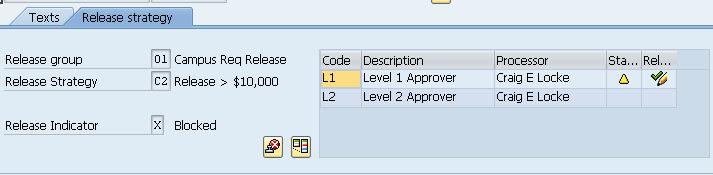 Texts Release strategy
Release group 01 Campus Req Release
Release Strategy C2 Release > $10,000
Release Indicator X Blocked
Code Description Processor Sta... Rel...
L1 Level 1 Approver Craig E Locke
L2 Level 2 Approver Craig E Locke